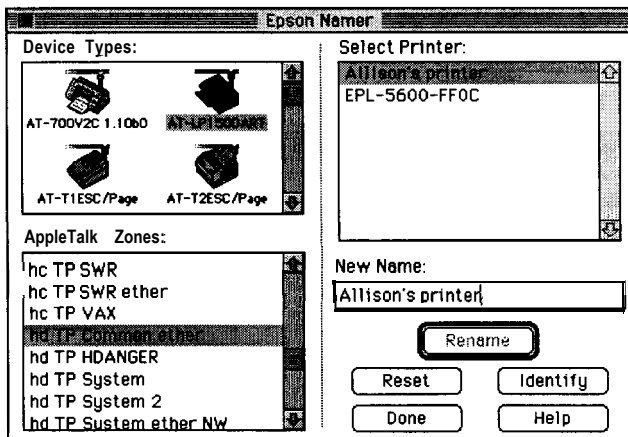 Epson Namer
Device Types:
AT-700V2C 1.10b0
AT-LP1500ART
AT-T1ESC/Page
AT-T2ESC/Page
AppleTalk Zones:
hc TP SWR
hc TP SWR ether
hc TP VAX
hd TP Common ether
hd TP HDANGER
hd TP System
hd TP System 2
hd TP System ether NW
Select Printer:
Allison's printer
EPL-5600-FF0C
New Name:
Allison's printer
Rename
Reset
Identify
Done
Help